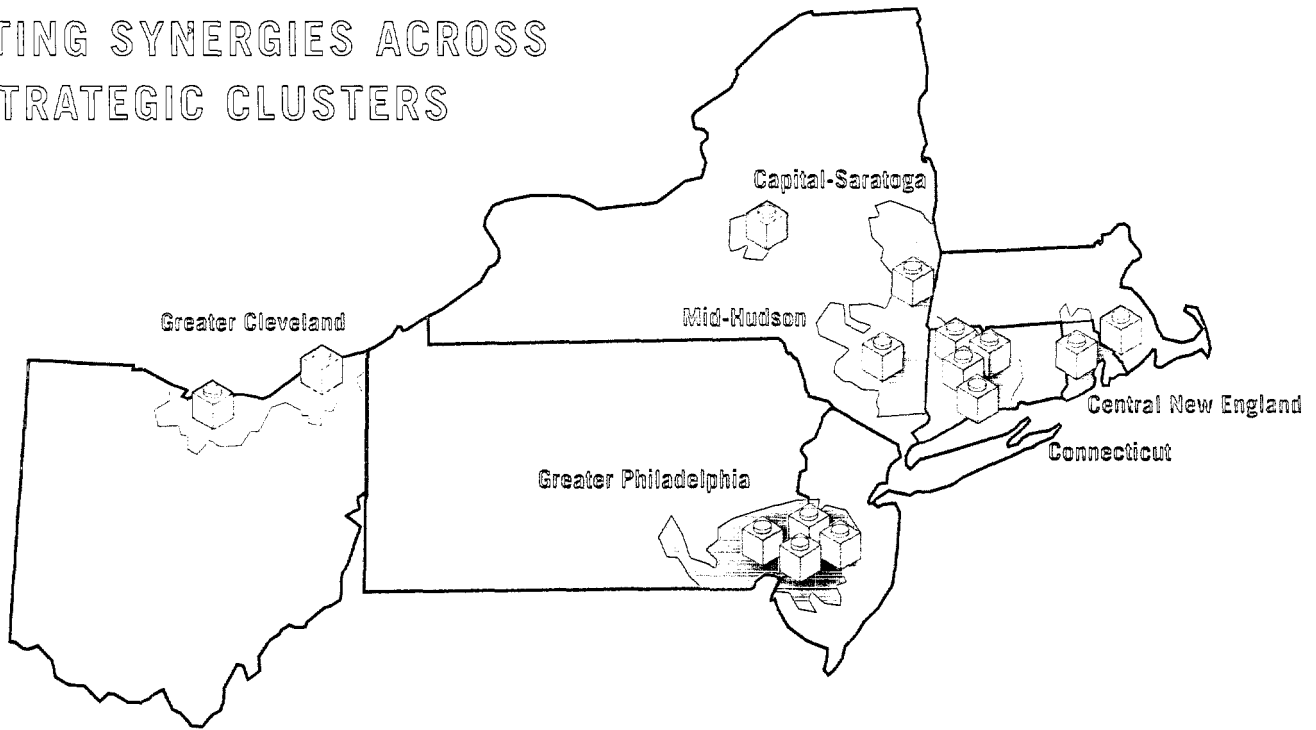 TING SYNERGIES ACROSS
TRATEGIC CLUSTERS
Capital-Saratoga
Greater Cleveland
Mid-Hudson
Central New England
Connecticut
Greater Philadelphia